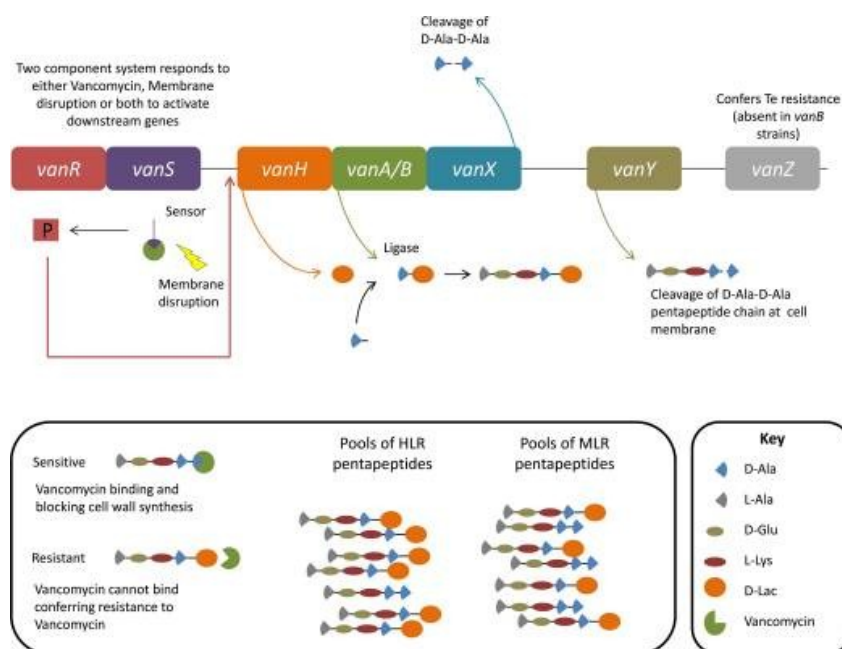 Cleavage of
D-Ala-D-Ala
Two component system responds to
either Vancomycin, Membrane
disruption or both to activate
downstream genes
Confers Te resistance
(absent in vanB
strains)
vanR
vanS
vanH
vanA/B
vanX
vanY
vanZ
P
Sensor
Membrane
disruption
Ligase
Cleavage of D-Ala-D-Ala
pentapeptide chain at cell
membrane
Sensitive
Vancomycin binding and
blocking cell wall synthesis
Resistant
Vancomycin cannot bind
conferring resistance to
Vancomycin
Pools of HLR
pentapeptides
Pools of MLR
pentapeptides
Key
D-Ala
L-Ala
D-Glu
L-Lys
D-Lac
Vancomycin